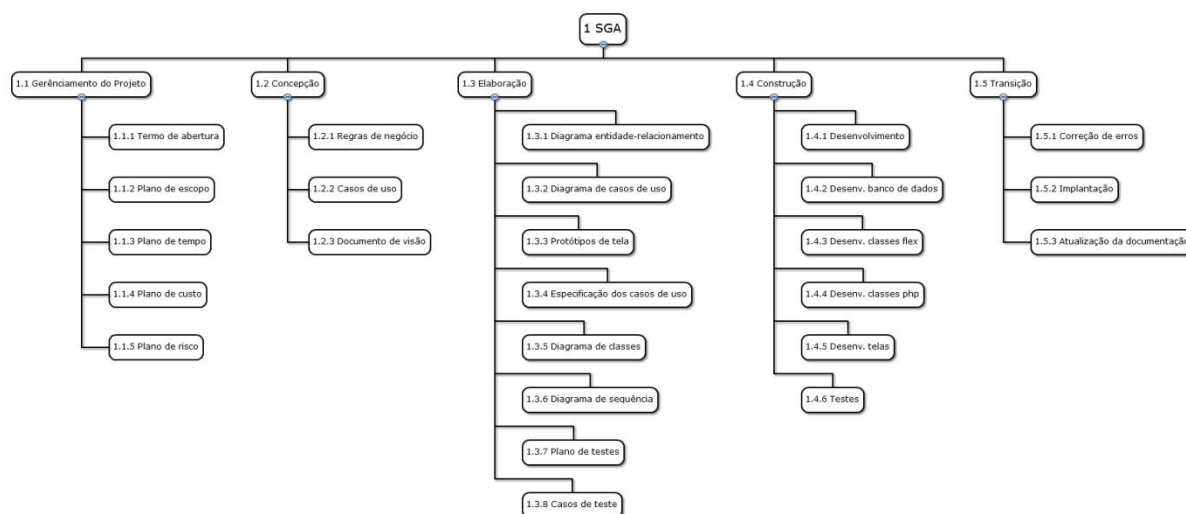 1 SGA
1.1 Gerênciamento do Projeto
1.1.1 Termo de abertura
1.1.2 Plano de escopo
1.1.3 Plano de tempo
1.1.4 Plano de custo
1.1.5 Plano de risco
1.2 Concepção
1.2.1 Regras de negócio
1.2.2 Casos de uso
1.2.3 Documento de visão
1.3 Elaboração
1.3.1 Diagrama entidade-relacionamento
1.3.2 Diagrama de casos de uso
1.3.3 Protótipos de tela
1.3.4 Especificação dos casos de uso
1.3.5 Diagrama de classes
1.3.6 Diagrama de sequência
1.3.7 Plano de testes
1.3.8 Casos de teste
1.4 Construção
1.4.1 Desenvolvimento
1.4.2 Desenv. banco de dados
1.4.3 Desenv. classes flex
1.4.4 Desenv. classes php
1.4.5 Desenv. telas
1.4.6 Testes
1.5 Transição
1.5.1 Correção de erros
1.5.2 Implantação
1.5.3 Atualização da documentação